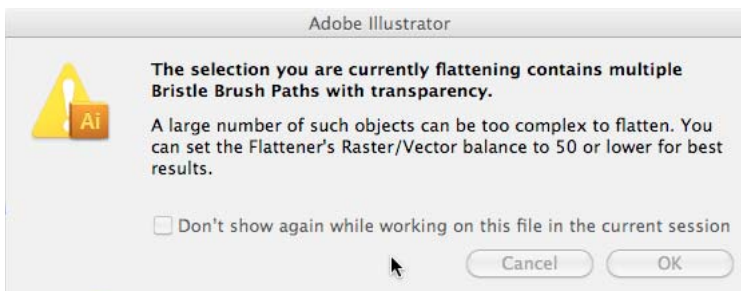 Adobe Illustrator
The selection you are currently flattening contains multiple
Bristle Brush Paths with transparency.
A large number of such objects can be too complex to flatten. You
can set the Flattener's Raster/Vector balance to 50 or lower for best
results.
Ai
Don't show again while working on this file in the current session
Cancel OK